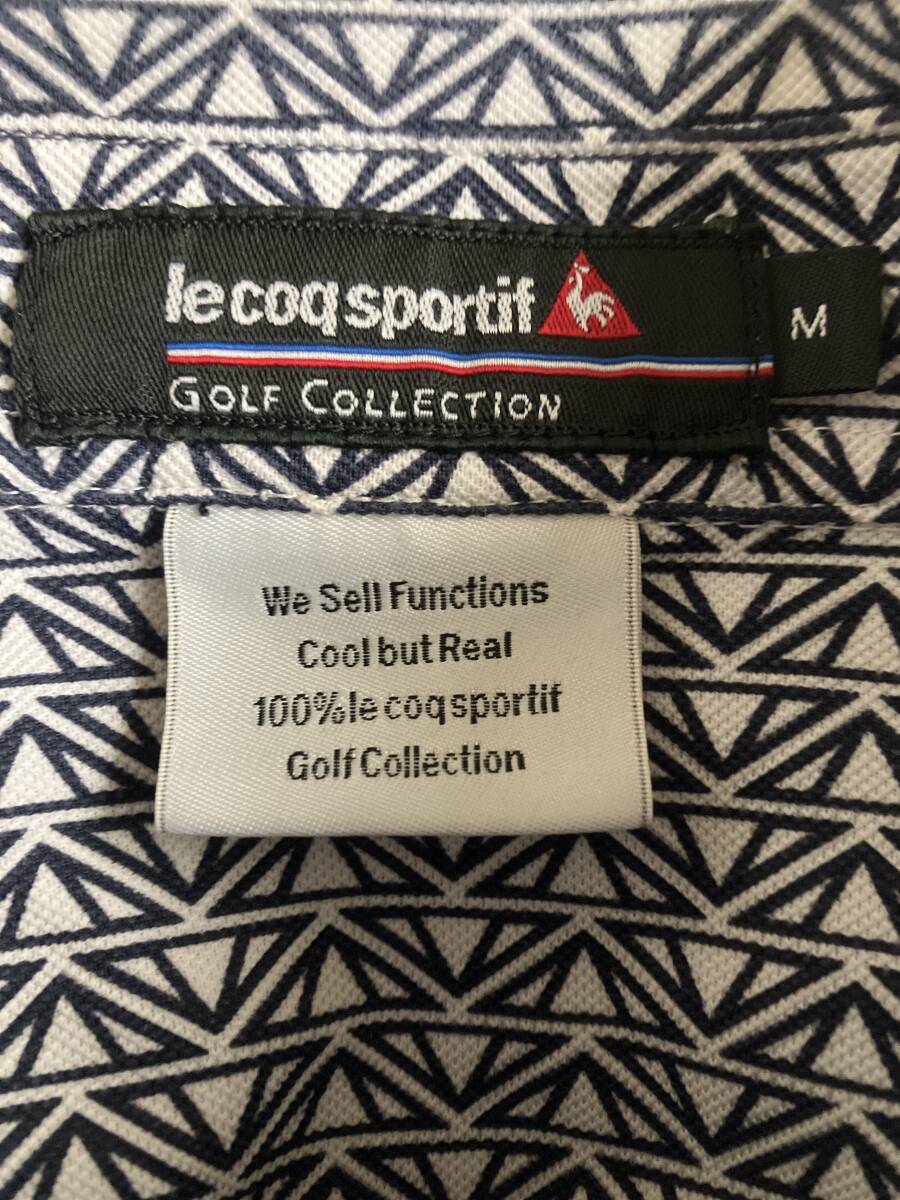 le coq sportif
M
GOLF COLLECTION
We Sell Functions
Cool but Real
100% le coq sportif
Golf Collection